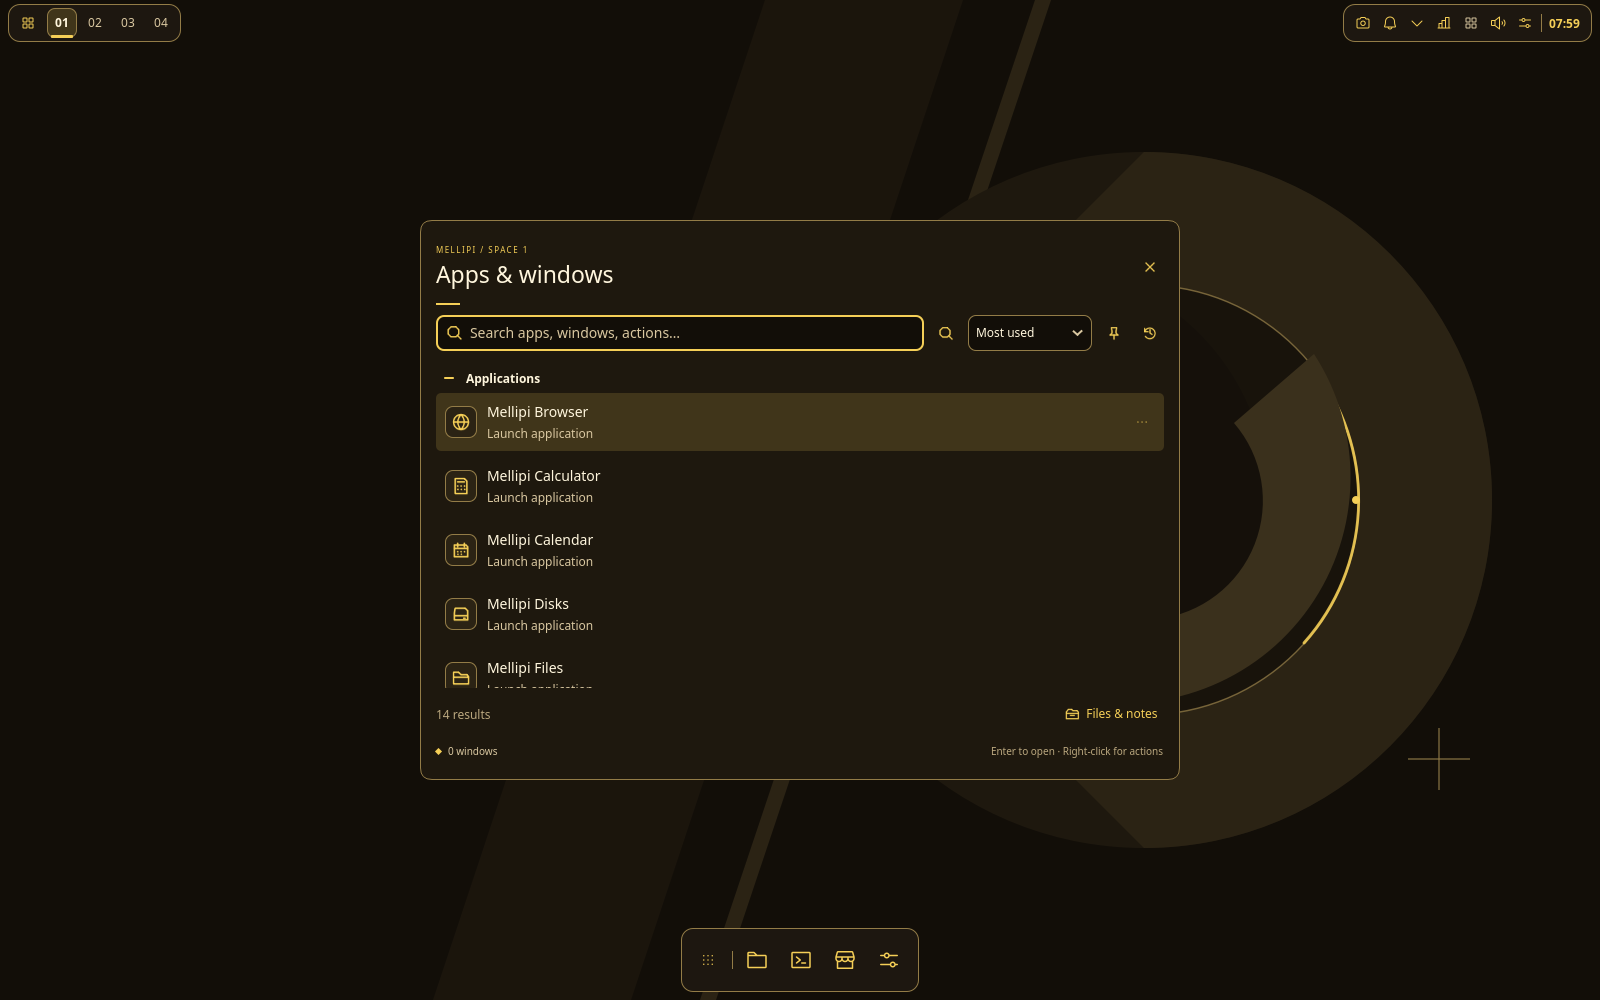 01 02 03 04
07:59
MELLIPI / SPACE 1
Apps & windows
Search apps, windows, actions...
Most used
Applications
Mellipi Browser
Launch application
Mellipi Calculator
Launch application
Mellipi Calendar
Launch application
Mellipi Disks
Launch application
Mellipi Files
Launch application
14 results
Files & notes
0 windows
Enter to open · Right-click for actions